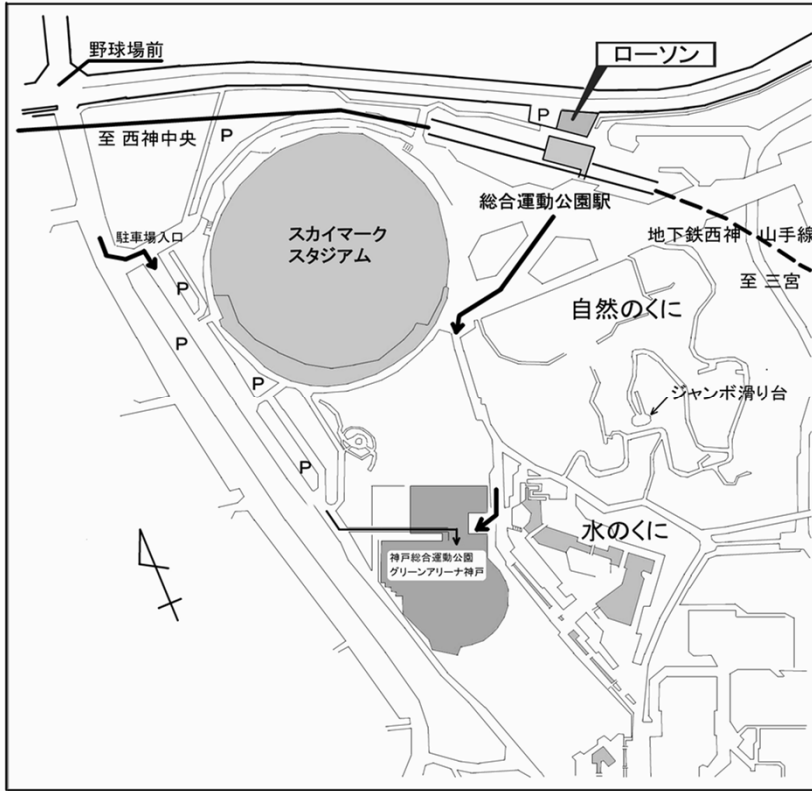 野球場前
ローソン
P
P
至 西神中央
総合運動公園駅
駐車場入口
スカイマーク
スタジアム
地下鉄西神 山手線
至 三宮
P
自然のくに
P
P
ジャンボ滑り台
P
水のくに
神戸総合運動公園
グリーンアリーナ神戸